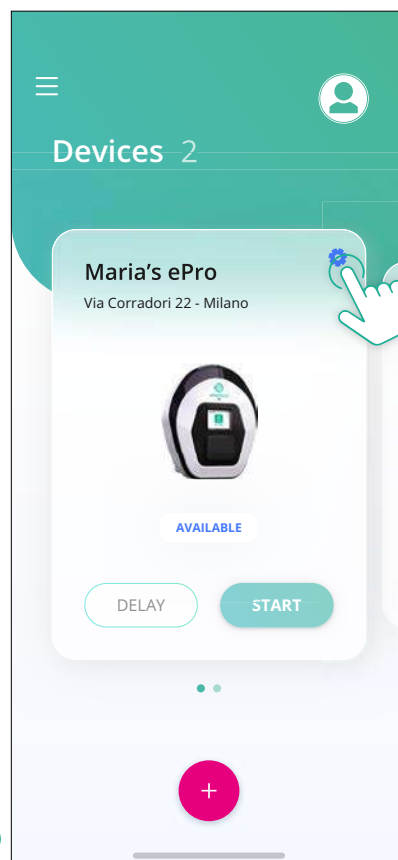 Devices 2
Maria’s ePro
Via Corradori 22 - Milano
AVAILABLE
DELAY
START